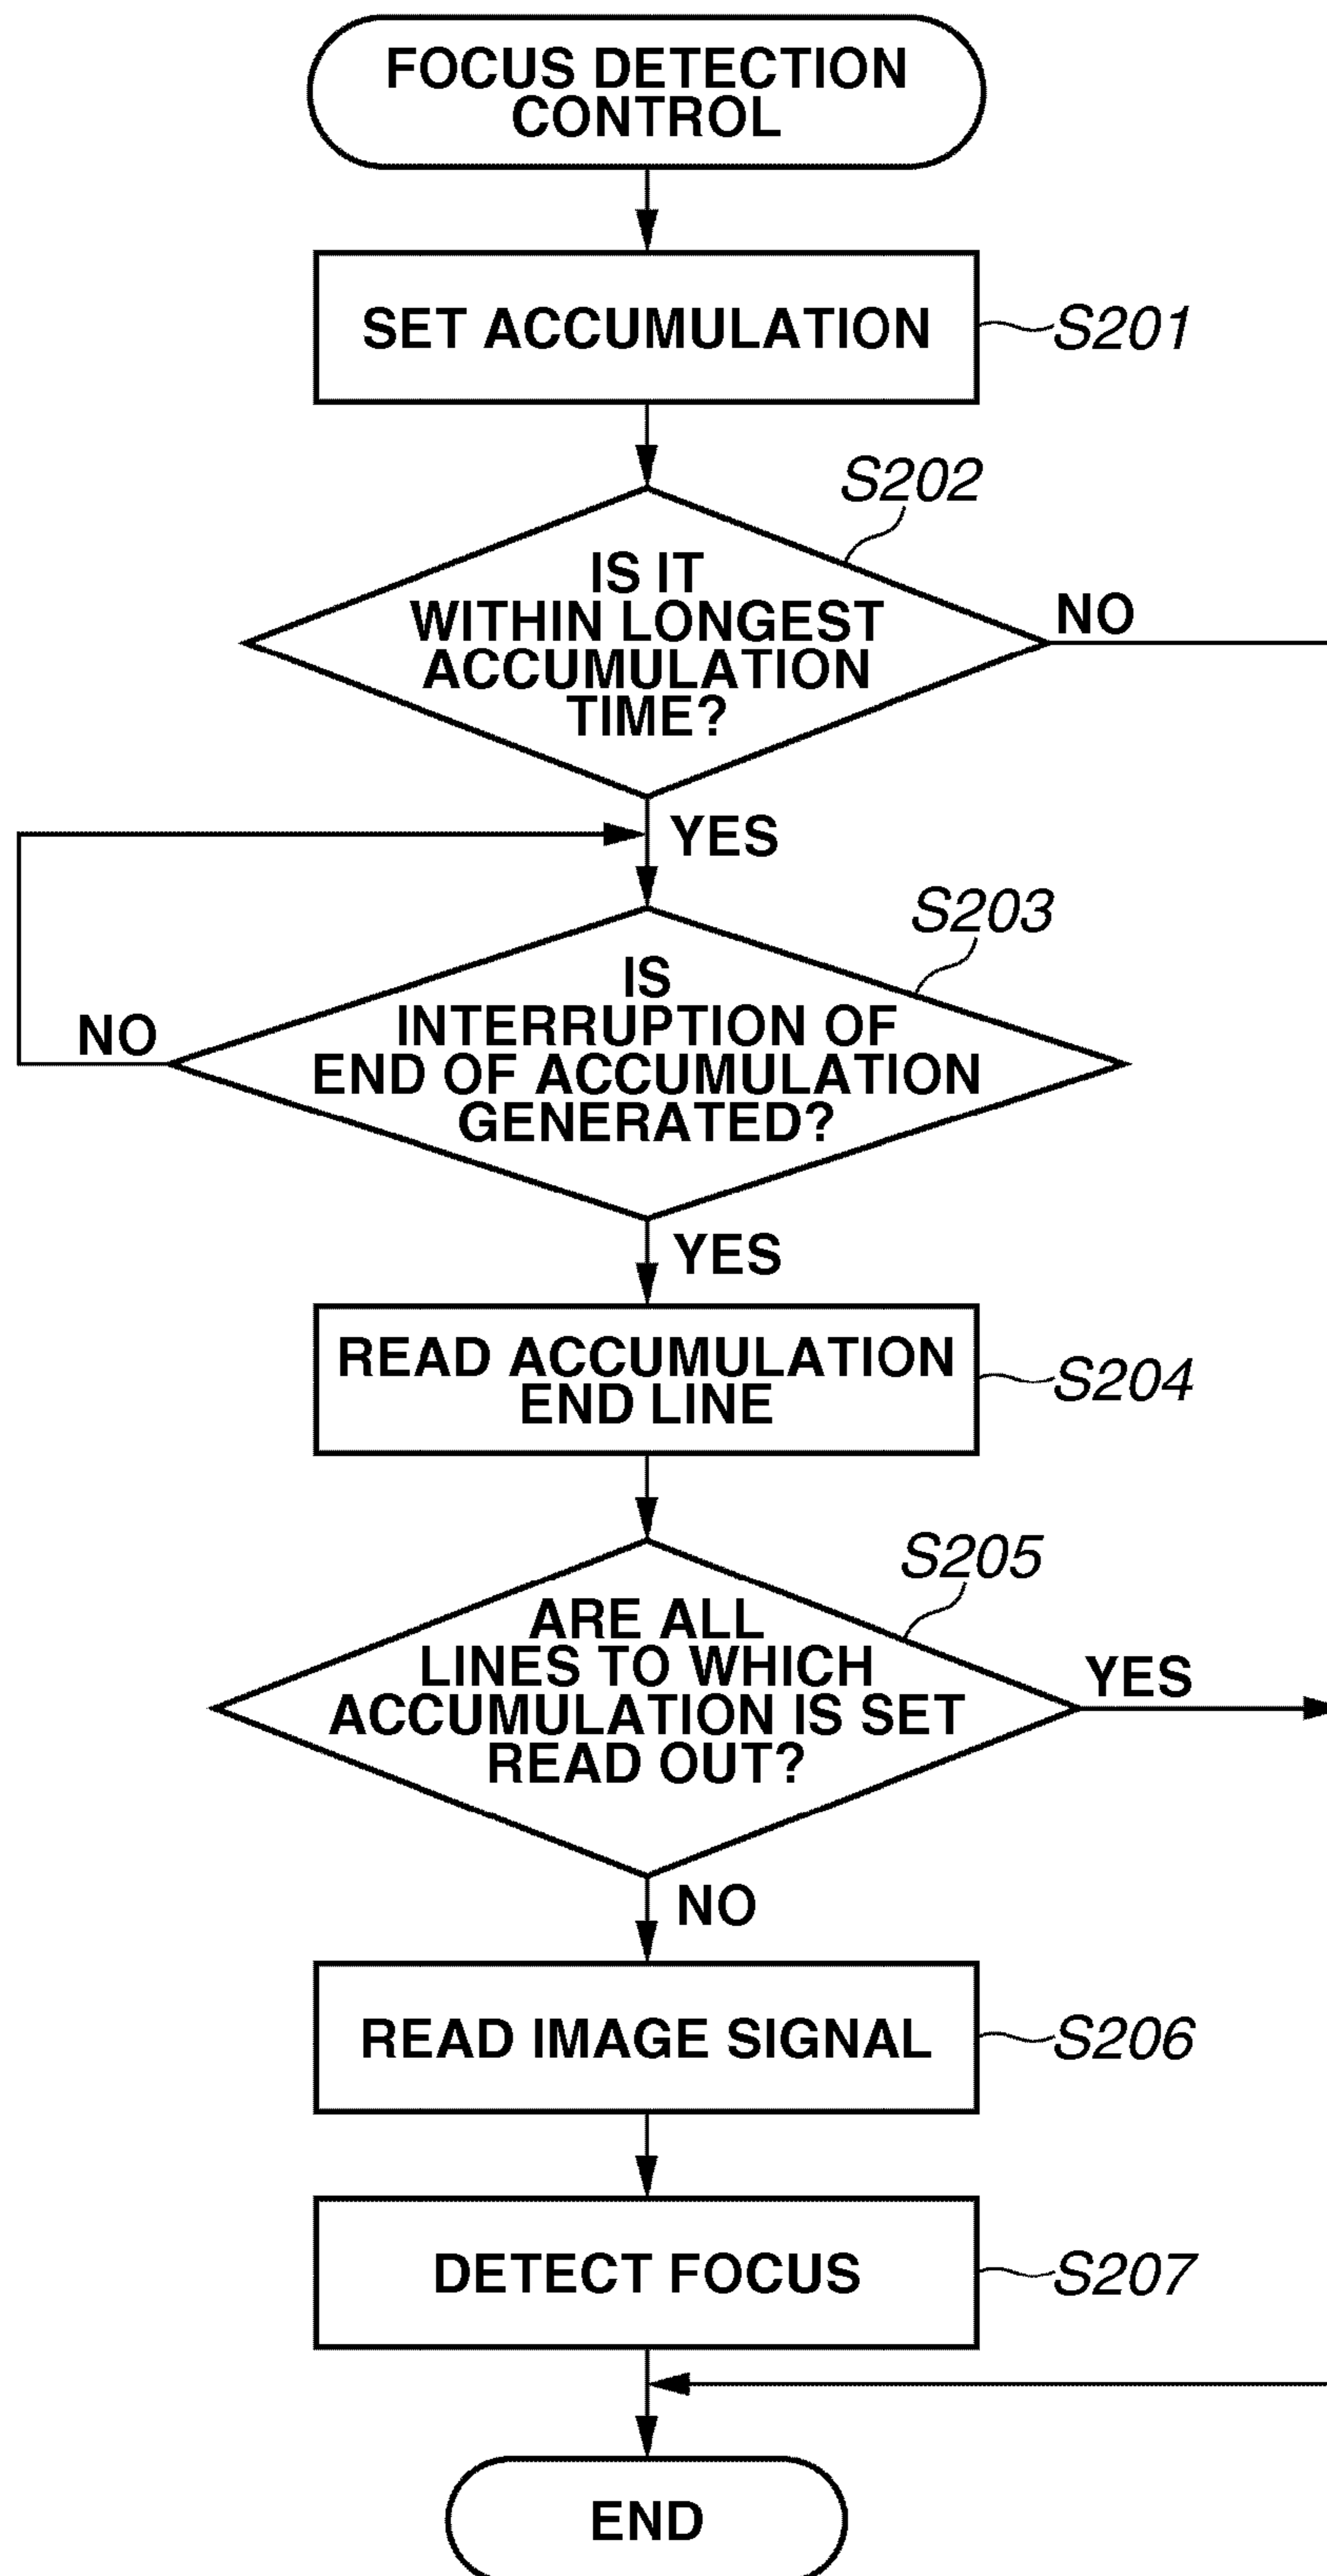 FOCUS DETECTION
CONTROL
SET ACCUMULATION
S201
S202
IS IT
WITHIN LONGEST
ACCUMULATION
TIME?
NO
YES
S203
IS
INTERRUPTION OF
END OF ACCUMULATION
GENERATED?
NO
YES
READ ACCUMULATION
END LINE
S204
S205
ARE ALL
LINES TO WHICH
ACCUMULATION IS SET
READ OUT?
YES
NO
READ IMAGE SIGNAL
S206
DETECT FOCUS
S207
END